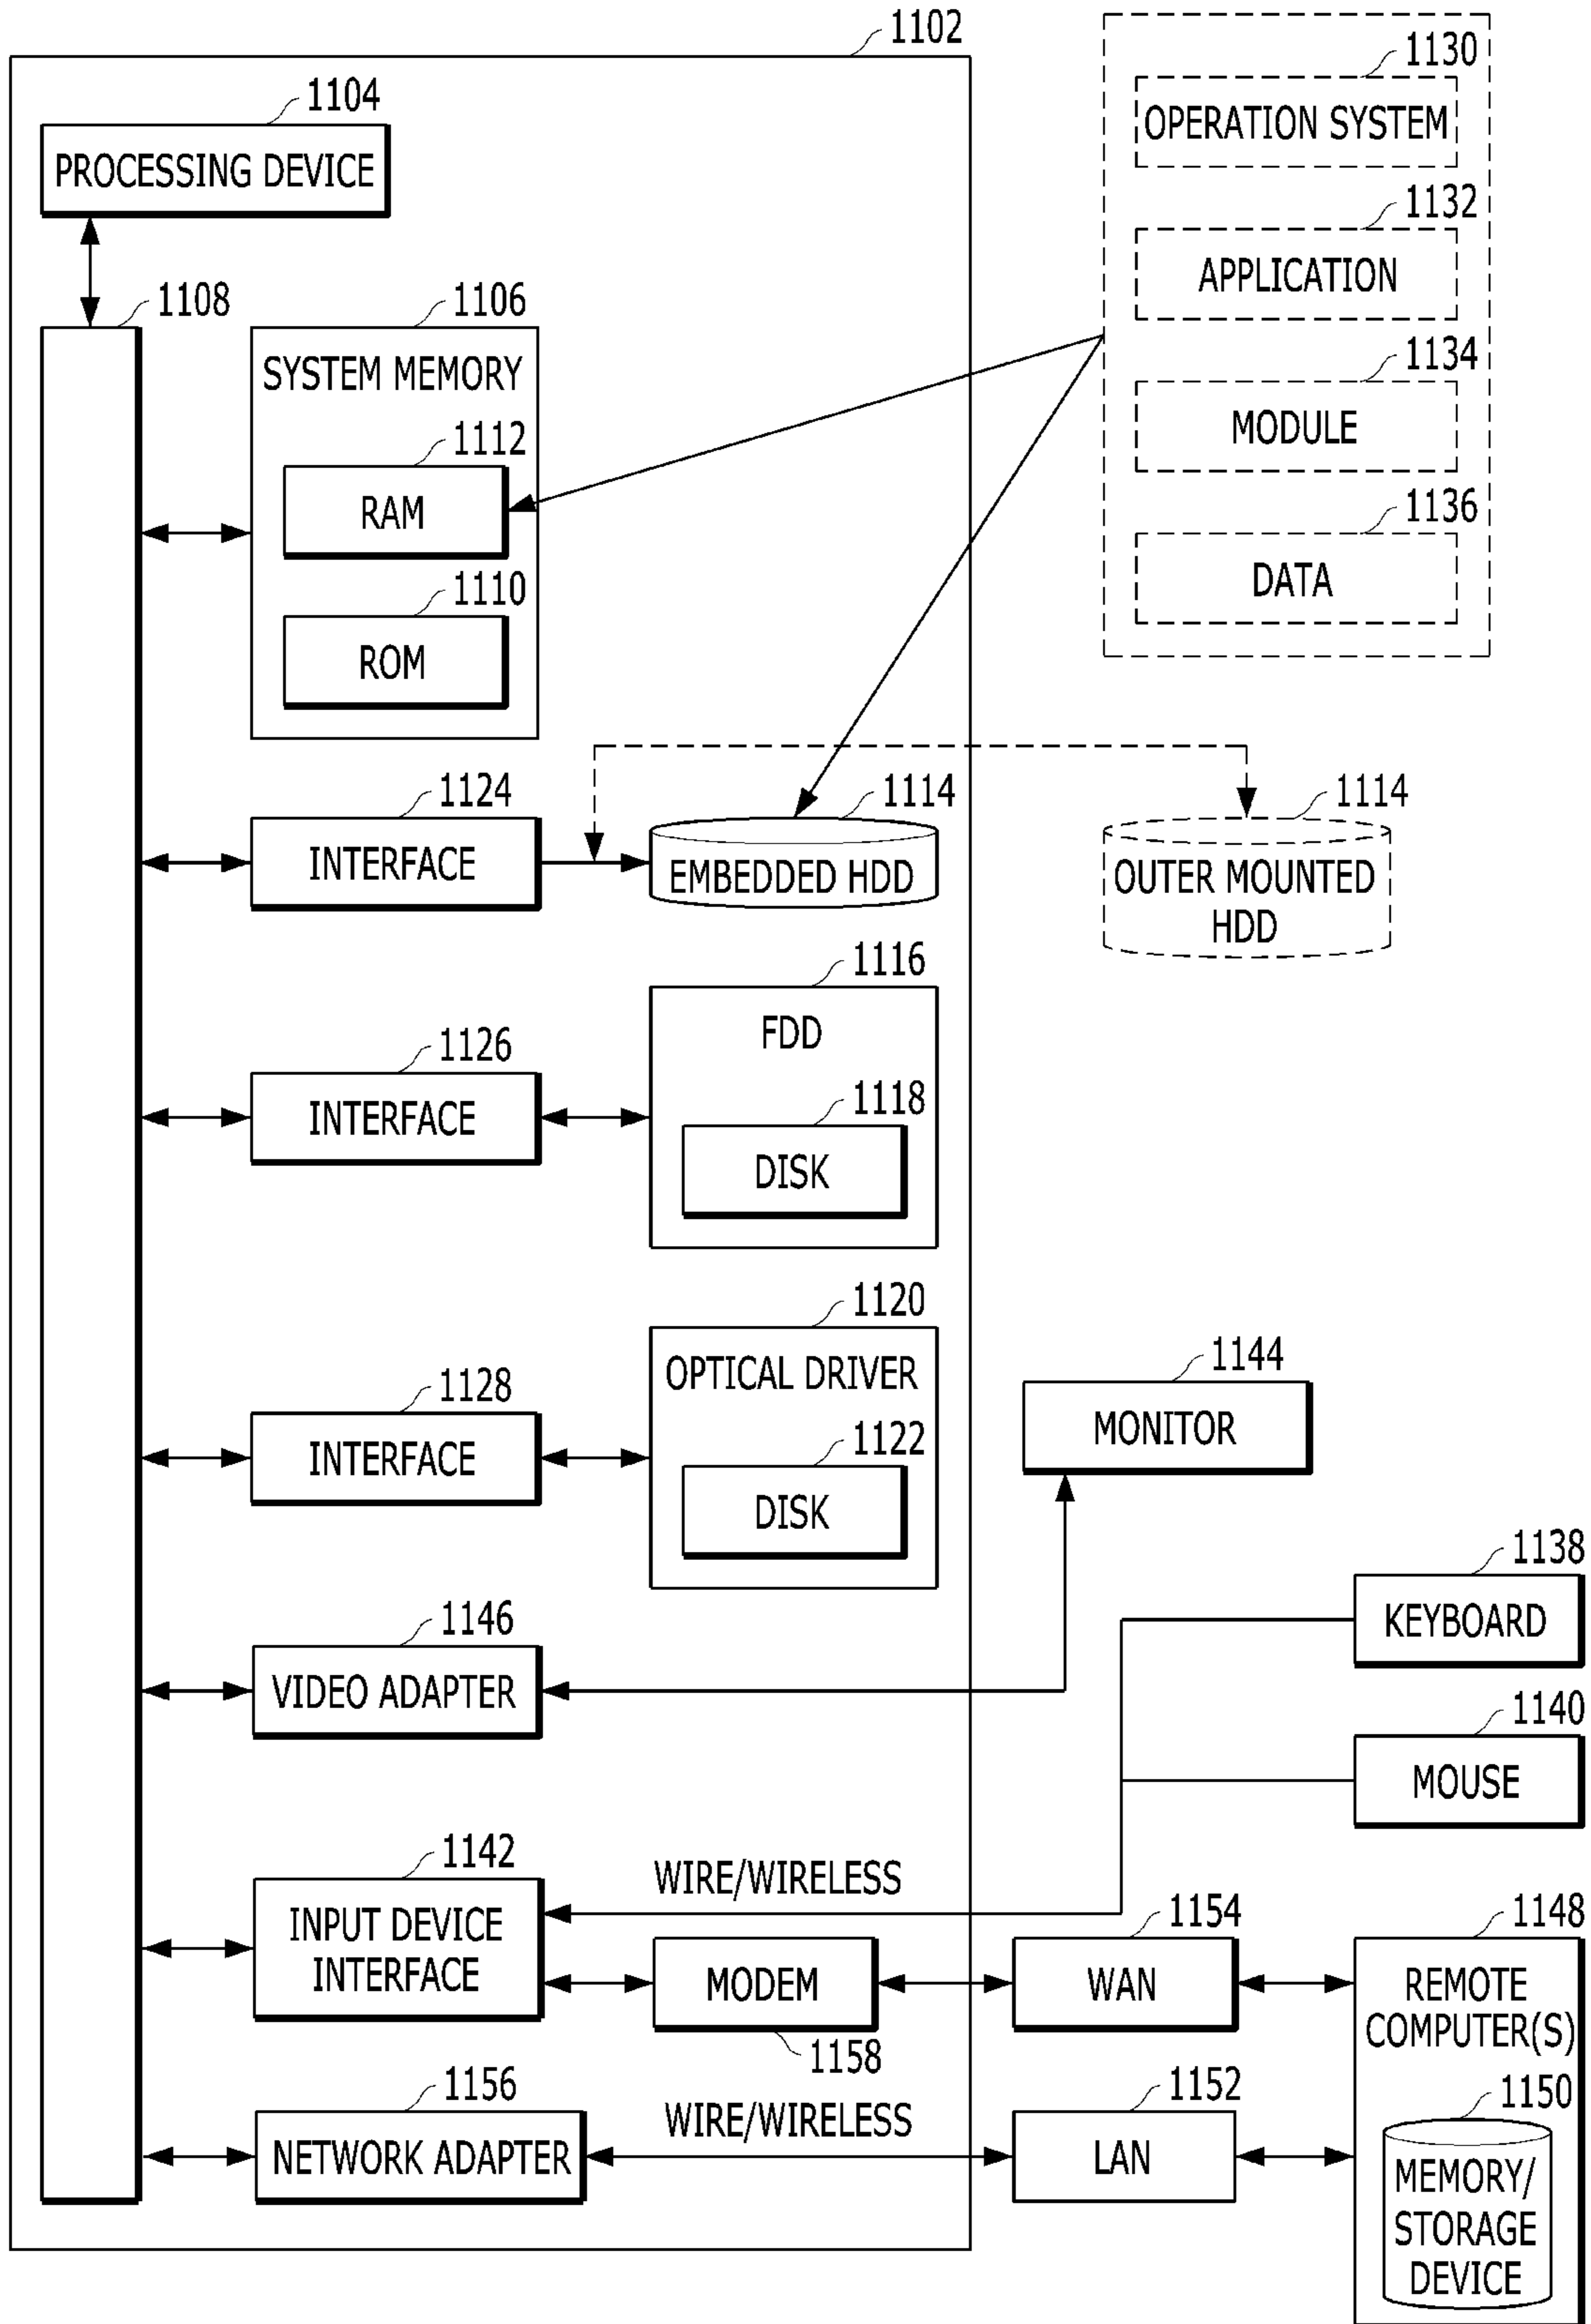 1102
1104
PROCESSING DEVICE
1108
1106
SYSTEM MEMORY
1112
RAM
1110
ROM
1130
OPERATION SYSTEM
1132
APPLICATION
1134
MODULE
1136
DATA
1124
INTERFACE
1114
EMBEDDED HDD
1114
OUTER MOUNTED
HDD
1116
FDD
1126
INTERFACE
1118
DISK
1120
OPTICAL DRIVER
1128
INTERFACE
1122
DISK
1144
MONITOR
1138
KEYBOARD
1146
VIDEO ADAPTER
1140
MOUSE
1142
INPUT DEVICE
INTERFACE
WIRE/WIRELESS
MODEM
1158
1154
WAN
1148
REMOTE
COMPUTER(S)
1156
NETWORK ADAPTER
WIRE/WIRELESS
1152
LAN
1150
MEMORY/
STORAGE
DEVICE